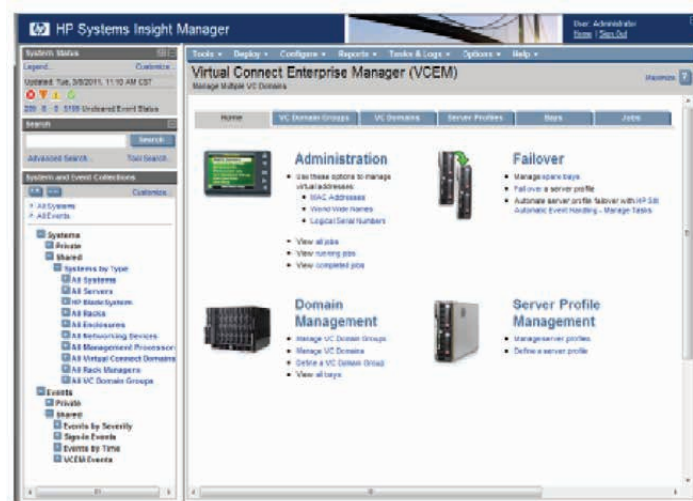 HP Systems Insight Manager
User: Administrator
Home | Sign Out
System Status
Legend...
Customize...
Updated: Tue, 3/8/2011, 11:10 AM CST
Uncleared Event Status
Search
Search
Advanced Search...
Tool Search...
System and Event Collections
Customize...
All Systems
All Events
Systems
Private
Shared
Systems by Type
All Systems
All Servers
HP BladeSystem
All Racks
All Enclosures
All Networking Devices
All Management Processor
All Virtual Connect Domains
All Rack Managers
All VC Domain Groups
Events
Private
Shared
Events by Severity
Sign-in Events
Events by Time
VCEM Events
Tools Deploy Configure Reports Tasks & Logs Options Help
Virtual Connect Enterprise Manager (VCEM)
Manage Multiple VC Domains
Maximize ?
Home VC Domain Groups VC Domains Server Profiles Bays Jobs
Administration
Use these options to manage
virtual addresses:
MAC Addresses
World Wide Names
Logical Serial Numbers
View all jobs
View running jobs
View completed jobs
Failover
Manage spare bays
Failover a server profile
Automate server profile failover with HP SIM
Automatic Event Handling - Manage Tasks
Domain
Management
Manage VC Domain Groups
Manage VC Domains
Define a VC Domain Group
View all bays
Server Profile
Management
Manage server profiles
Define a server profile